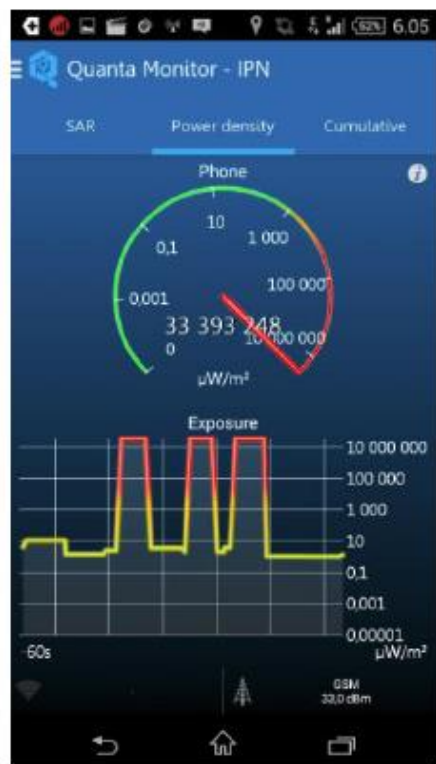 62% 6.05
Quanta Monitor - IPN
SAR Power density Cumulative
Phone
10
0,1 1 000
0,001 100 000
33 393 248
0 10 000 000
µW/m²
Exposure
10 000 000
100 000
1 000
10
0,1
0,001
0,00001
-60s µW/m²
GSM
33,0 dBm